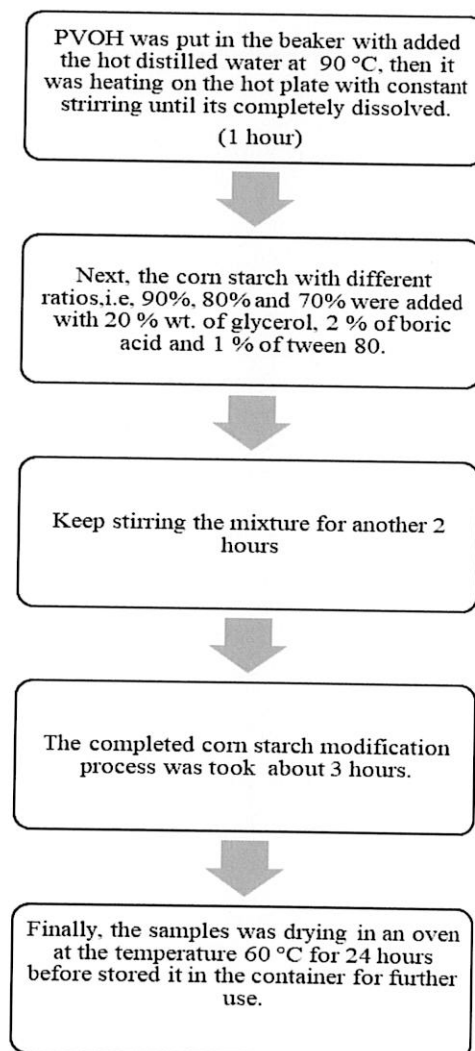 PVOH was put in the beaker with added
the hot distilled water at 90 °C, then it
was heating on the hot plate with constant
strirring until its completely dissolved.
(1 hour)
Next, the corn starch with different
ratios,i.e, 90%, 80% and 70% were added
with 20 % wt. of glycerol, 2 % of boric
acid and 1 % of tween 80.
Keep stirring the mixture for another 2
hours
The completed corn starch modification
process was took about 3 hours.
Finally, the samples was drying in an oven
at the temperature 60 °C for 24 hours
before stored it in the container for further
use.